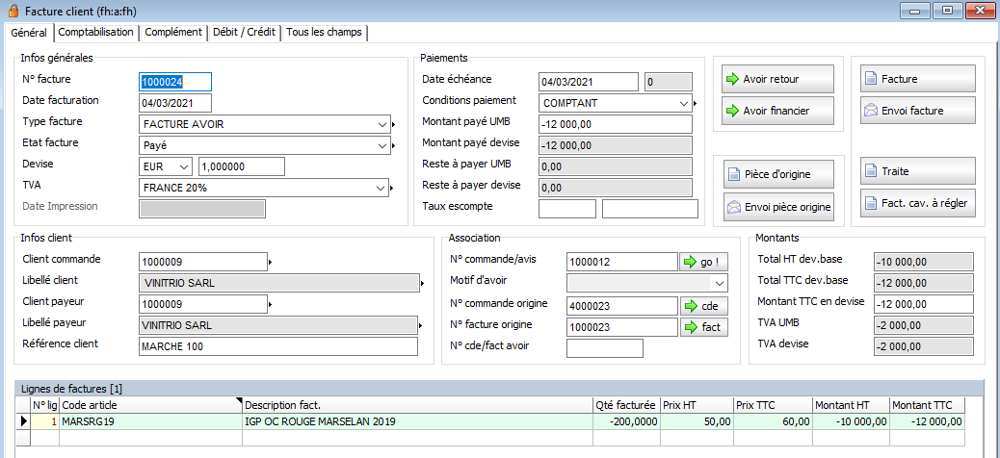 Facture client (fh:a:fh)
Général Comptabilisation Complément Débit / Crédit Tous les champs
Infos générales
N° facture 1000024
Date facturation 04/03/2021
Type facture FACTURE AVOIR
Etat facture Payé
Devise EUR 1,000000
TVA FRANCE 20%
Date Impression
Paiements
Date échéance 04/03/2021 0
Conditions paiement COMPTANT
Montant payé UMB -12 000,00
Montant payé devise -12 000,00
Reste à payer UMB 0,00
Reste à payer devise 0,00
Taux escompte
Avoir retour
Avoir financier
Pièce d'origine
Envoi pièce origine
Facture
Envoi facture
Traite
Fact. cav. à régler
Infos client
Client commande 1000009
Libellé client VINITRIO SARL
Client payeur 1000009
Libellé payeur VINITRIO SARL
Référence client MARCHE 100
Association
N° commande/avis 1000012 go !
Motif d'avoir
N° commande origine 4000023 cde
N° facture origine 1000023 fact
N° cde/fact avoir
Montants
Total HT dev.base -10 000,00
Total TTC dev.base -12 000,00
Montant TTC en devise -12 000,00
TVA UMB -2 000,00
TVA devise -2 000,00
Lignes de factures [1]
N° lig Code article Description fact. Qté facturée Prix HT Prix TTC Montant HT Montant TTC
1 MARSRG19 IGP OC ROUGE MARSELAN 2019 -200,0000 50,00 60,00 -10 000,00 -12 000,00